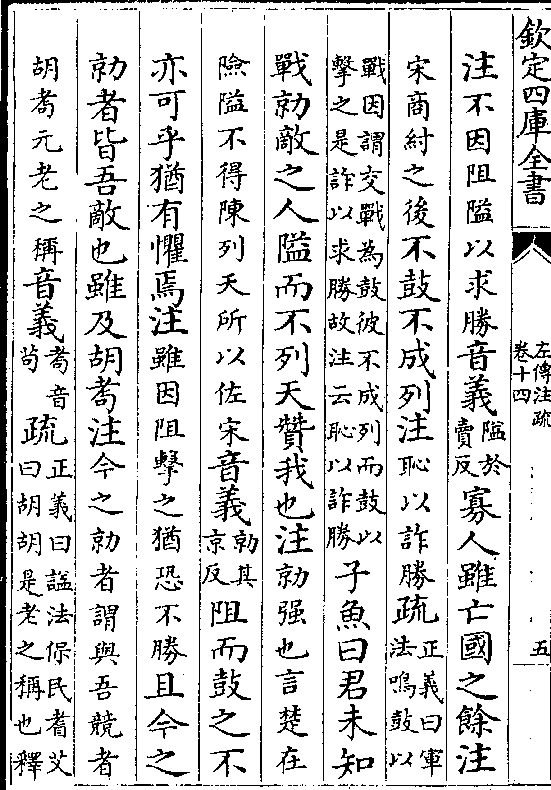 欽定四庫全書
左傳注疏
卷十四
五
注不因阻隘以求勝音義隘於賣反寡人雖亡國之餘注
宋商紂之後不鼓不成列注恥以詐勝疏正義曰軍法鳴鼓以
戰因謂交戰為鼓彼不成列而鼓以擊之是詐以求勝故注云恥以詐勝子魚曰君未知
戰勍敵之人隘而不列天贊我也注勍强也言楚在
險隘不得陳列天所以佐宋音義勍其京反阻而鼓之不
亦可乎猶有懼焉注雖因阻擊之猶恐不勝且今之
勍者皆吾敵也雖及胡耉注今之勍者謂與吾競者
胡耉元老之稱音義耉音茍疏正義曰諡法保民耆艾曰胡胡是老之稱也釋